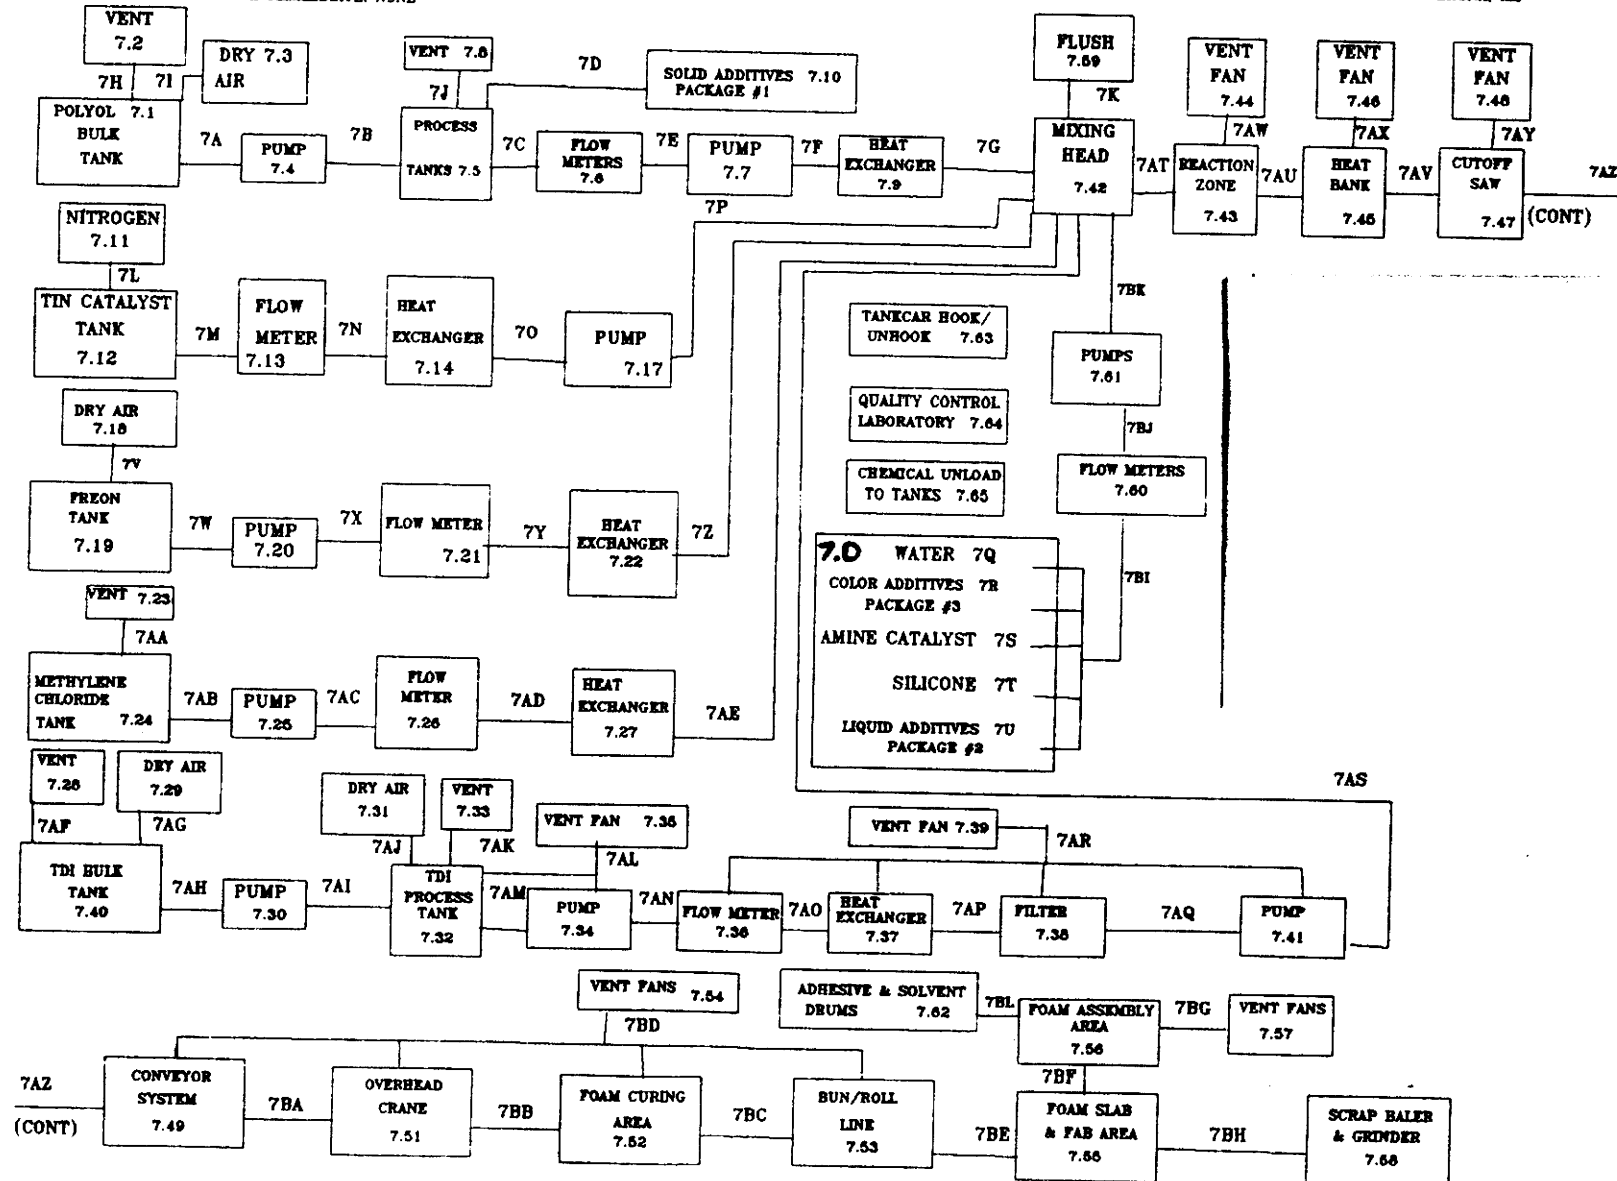 VENT
7.2
DRY 7.3
AIR
7H
7I
POLYOL 7.1
BULK
TANK
7A
PUMP
7.4
7B
VENT 7.8
7J
7D
SOLID ADDITIVES 7.10
PACKAGE #1
PROCESS
TANKS 7.5
7C
FLOW
METERS
7.6
7E
PUMP
7.7
7F
HEAT
EXCHANGER
7.9
7G
FLUSH
7.59
7K
MIXING
HEAD
7.42
7AT
VENT
FAN
7.44
7AW
REACTION
ZONE
7.43
7AU
VENT
FAN
7.46
7AX
HEAT
BANK
7.45
7AV
VENT
FAN
7.48
7AY
CUTOFF
SAW
7.47
7AZ
(CONT)
NITROGEN
7.11
7L
TIN CATALYST
TANK
7.12
7M
FLOW
METER
7.13
7N
HEAT
EXCHANGER
7.14
7O
PUMP
7.17
7P
DRY AIR
7.18
7V
FREON
TANK
7.19
7W
PUMP
7.20
7X
FLOW METER
7.21
7Y
HEAT
EXCHANGER
7.22
7Z
VENT 7.23
7AA
METHYLENE
CHLORIDE
TANK 7.24
7AB
PUMP
7.25
7AC
FLOW
METER
7.26
7AD
HEAT
EXCHANGER
7.27
7AE
TANKCAR HOOK/
UNHOOK 7.63
QUALITY CONTROL
LABORATORY 7.64
CHEMICAL UNLOAD
TO TANKS 7.65
7BK
PUMPS
7.61
7BJ
FLOW METERS
7.60
7BI
7.0 WATER 7Q
COLOR ADDITIVES 7R
PACKAGE #3
AMINE CATALYST 7S
SILICONE 7T
LIQUID ADDITIVES 7U
PACKAGE #2
VENT
7.28
DRY AIR
7.29
7AF
7AG
TDI BULK
TANK
7.40
7AH
PUMP
7.30
7AI
DRY AIR
7.31
7AJ
VENT
7.33
7AK
TDI
PROCESS
TANK
7.32
7AM
VENT FAN 7.35
7AL
PUMP
7.34
7AN
FLOW METER
7.36
7AO
HEAT
EXCHANGER
7.37
7AP
VENT FAN 7.39
7AR
FILTER
7.38
7AQ
PUMP
7.41
7AS
VENT FANS 7.54
7BD
ADHESIVE & SOLVENT
DRUMS 7.62
7BL
FOAM ASSEMBLY
AREA
7.56
7BG
VENT FANS
7.57
7BF
7AZ
(CONT)
CONVEYOR
SYSTEM
7.49
7BA
OVERHEAD
CRANE
7.51
7BB
FOAM CURING
AREA
7.52
7BC
BUN/ROLL
LINE
7.53
7BE
FOAM SLAB
& FAB AREA
7.55
7BH
SCRAP BALER
& GRINDER
7.58